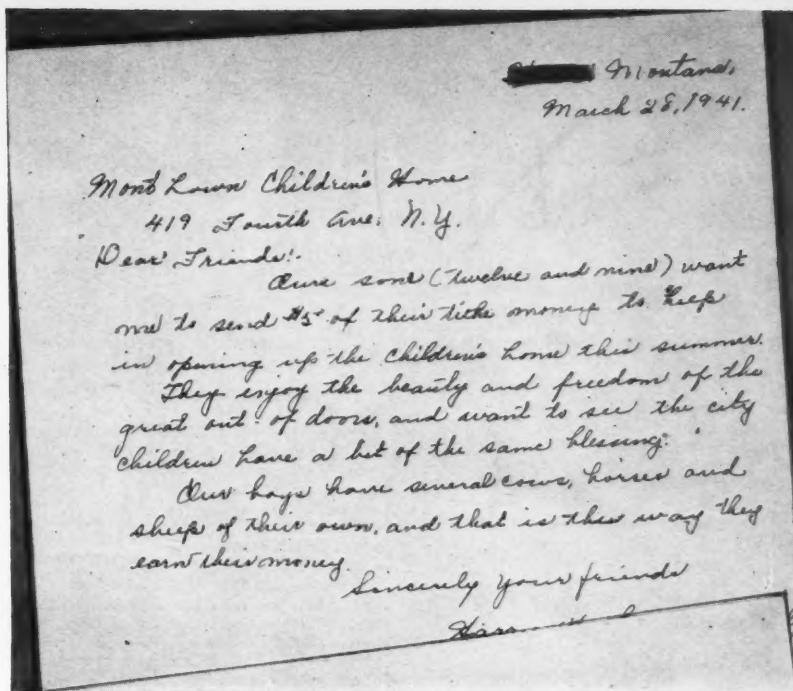 Montana,
March 28, 1941.
Mont Lawn Children's Home
419 Fourth Ave. N.Y.
Dear Friends:
Our sons (twelve and nine) want
me to send $5 of their tithe money to help
in opening up the children's home this summer.
They enjoy the beauty and freedom of the
great out-of doors, and want to see the city
children have a bit of the same blessing.
Our boys have several cows, horses and
sheep of their own, and that is the way they
earn their money.
Sincerely your friends